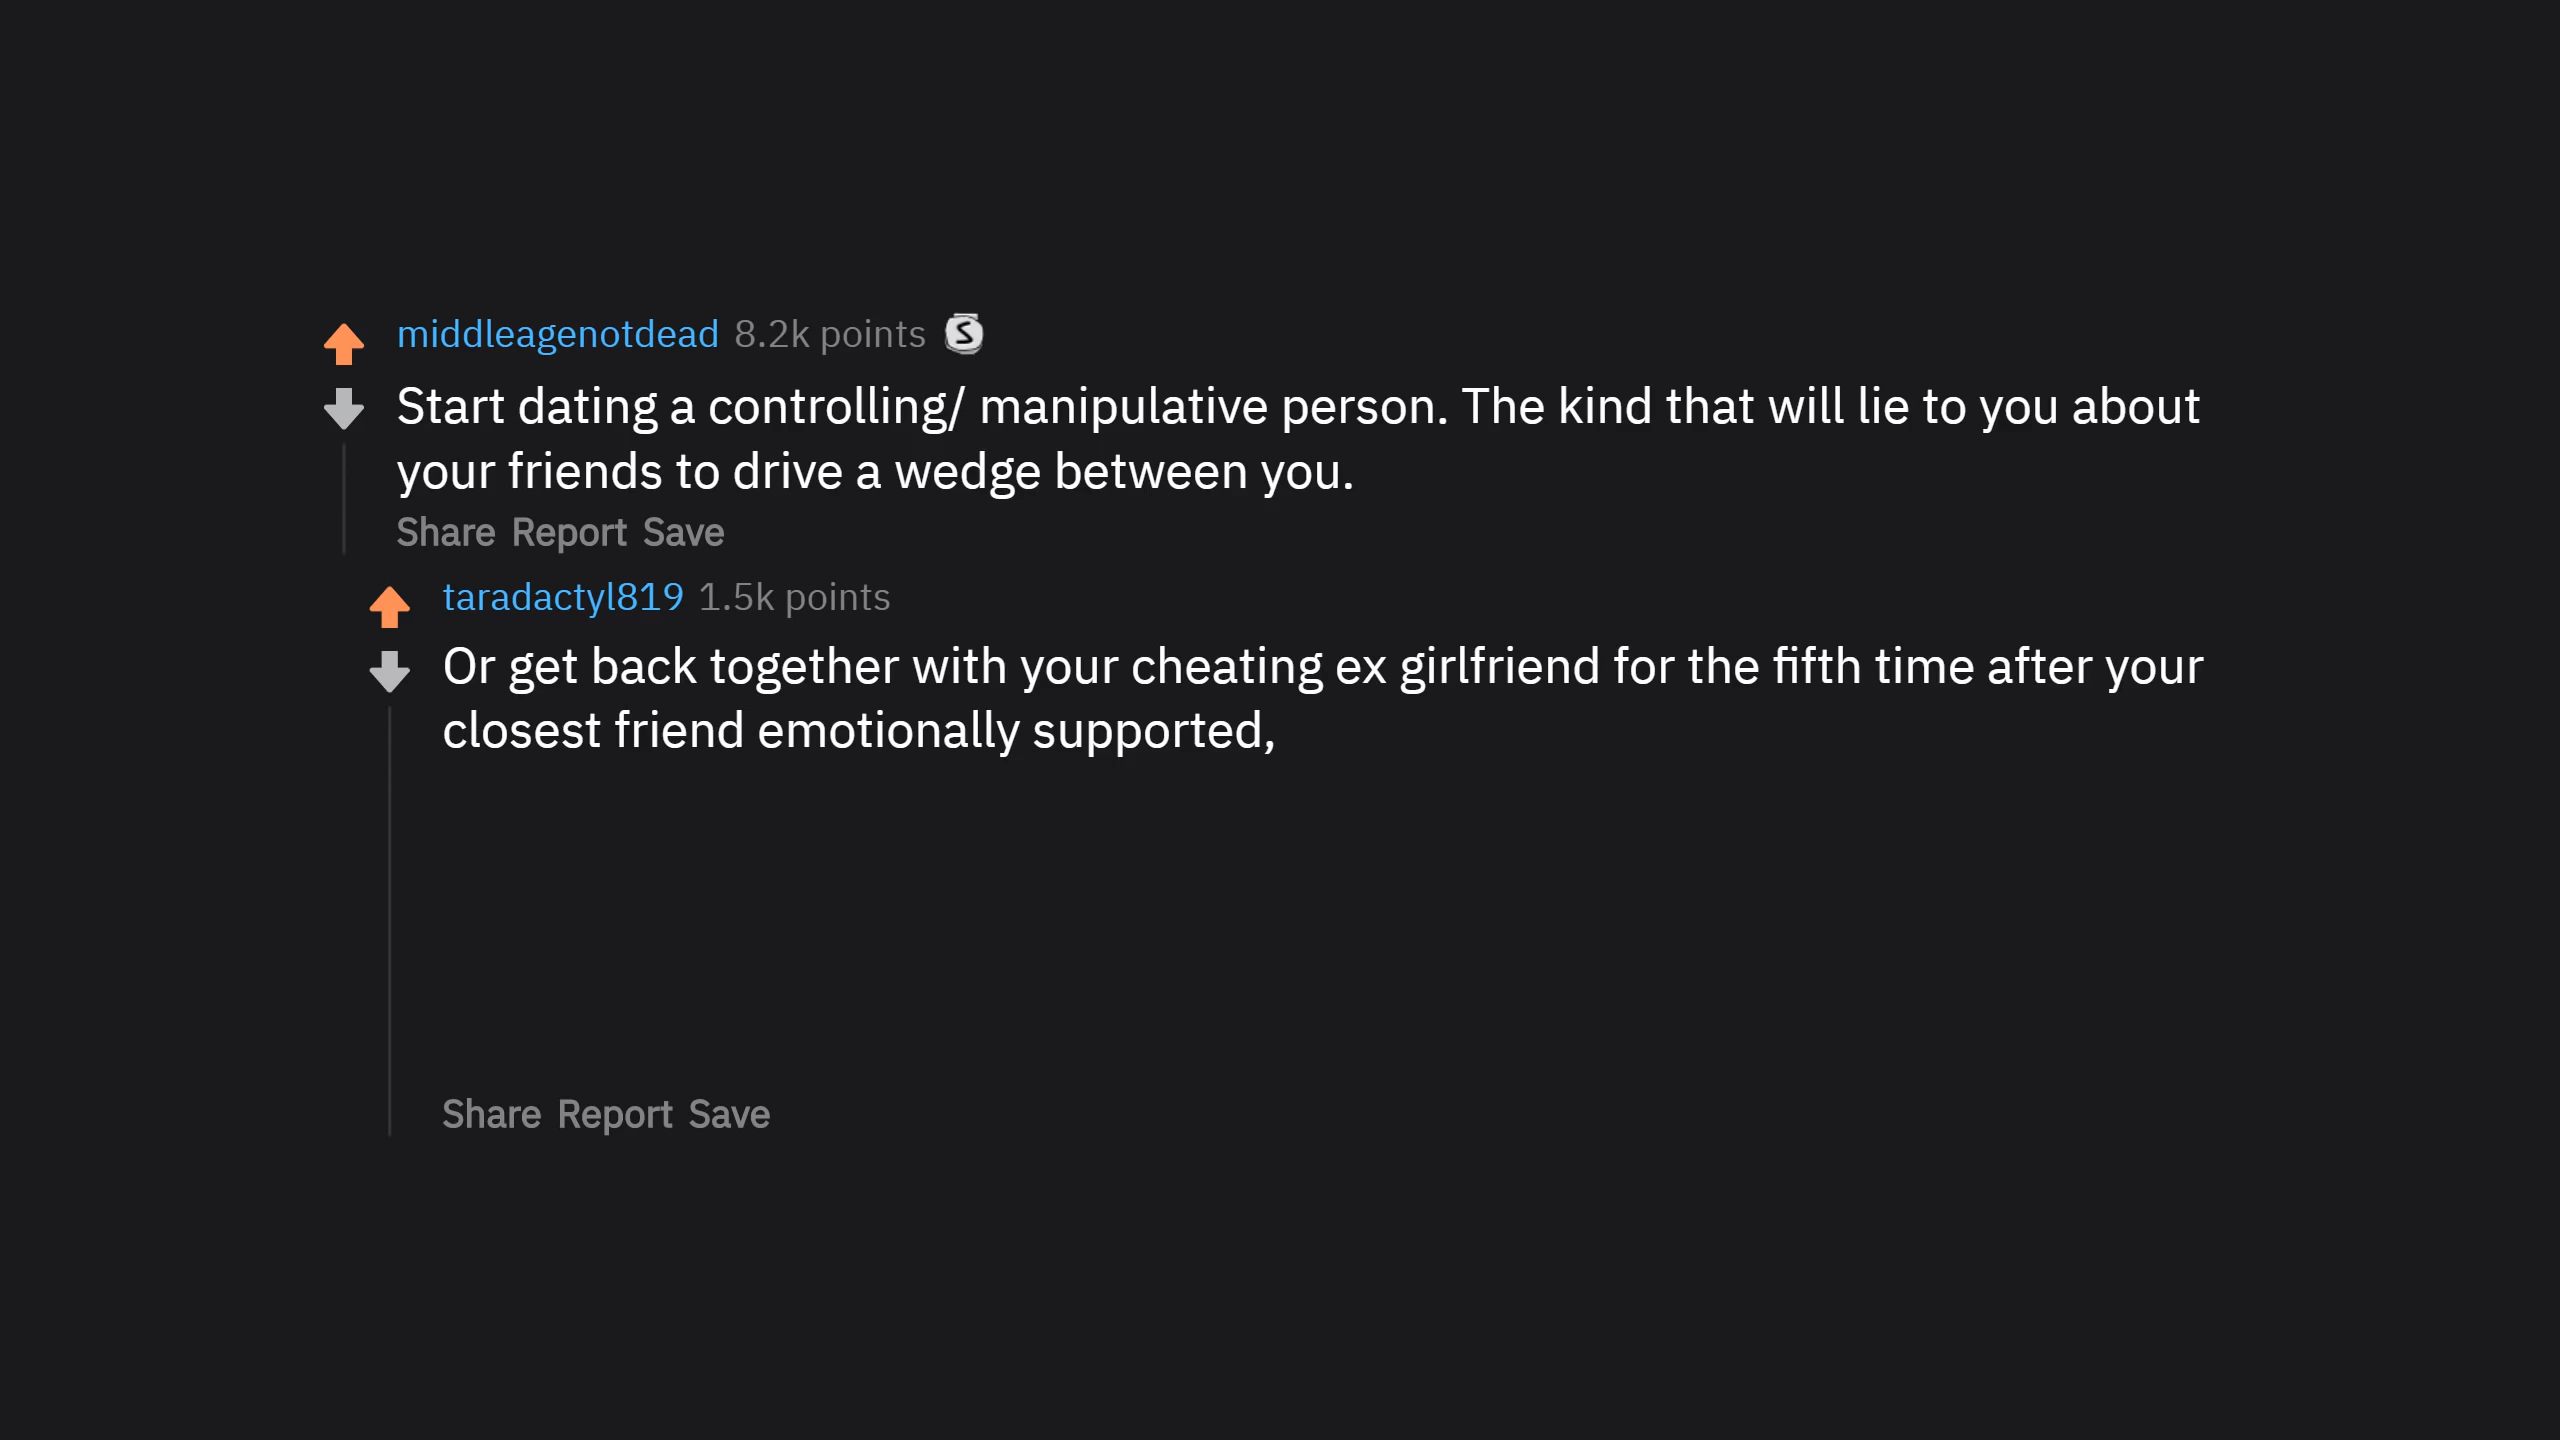 middleagenotdead 8.2k points S
Start dating a controlling/ manipulative person. The kind that will lie to you about
your friends to drive a wedge between you.
Share Report Save
taradactyl819 1.5k points
Or get back together with your cheating ex girlfriend for the fifth time after your
closest friend emotionally supported,
Share Report Save